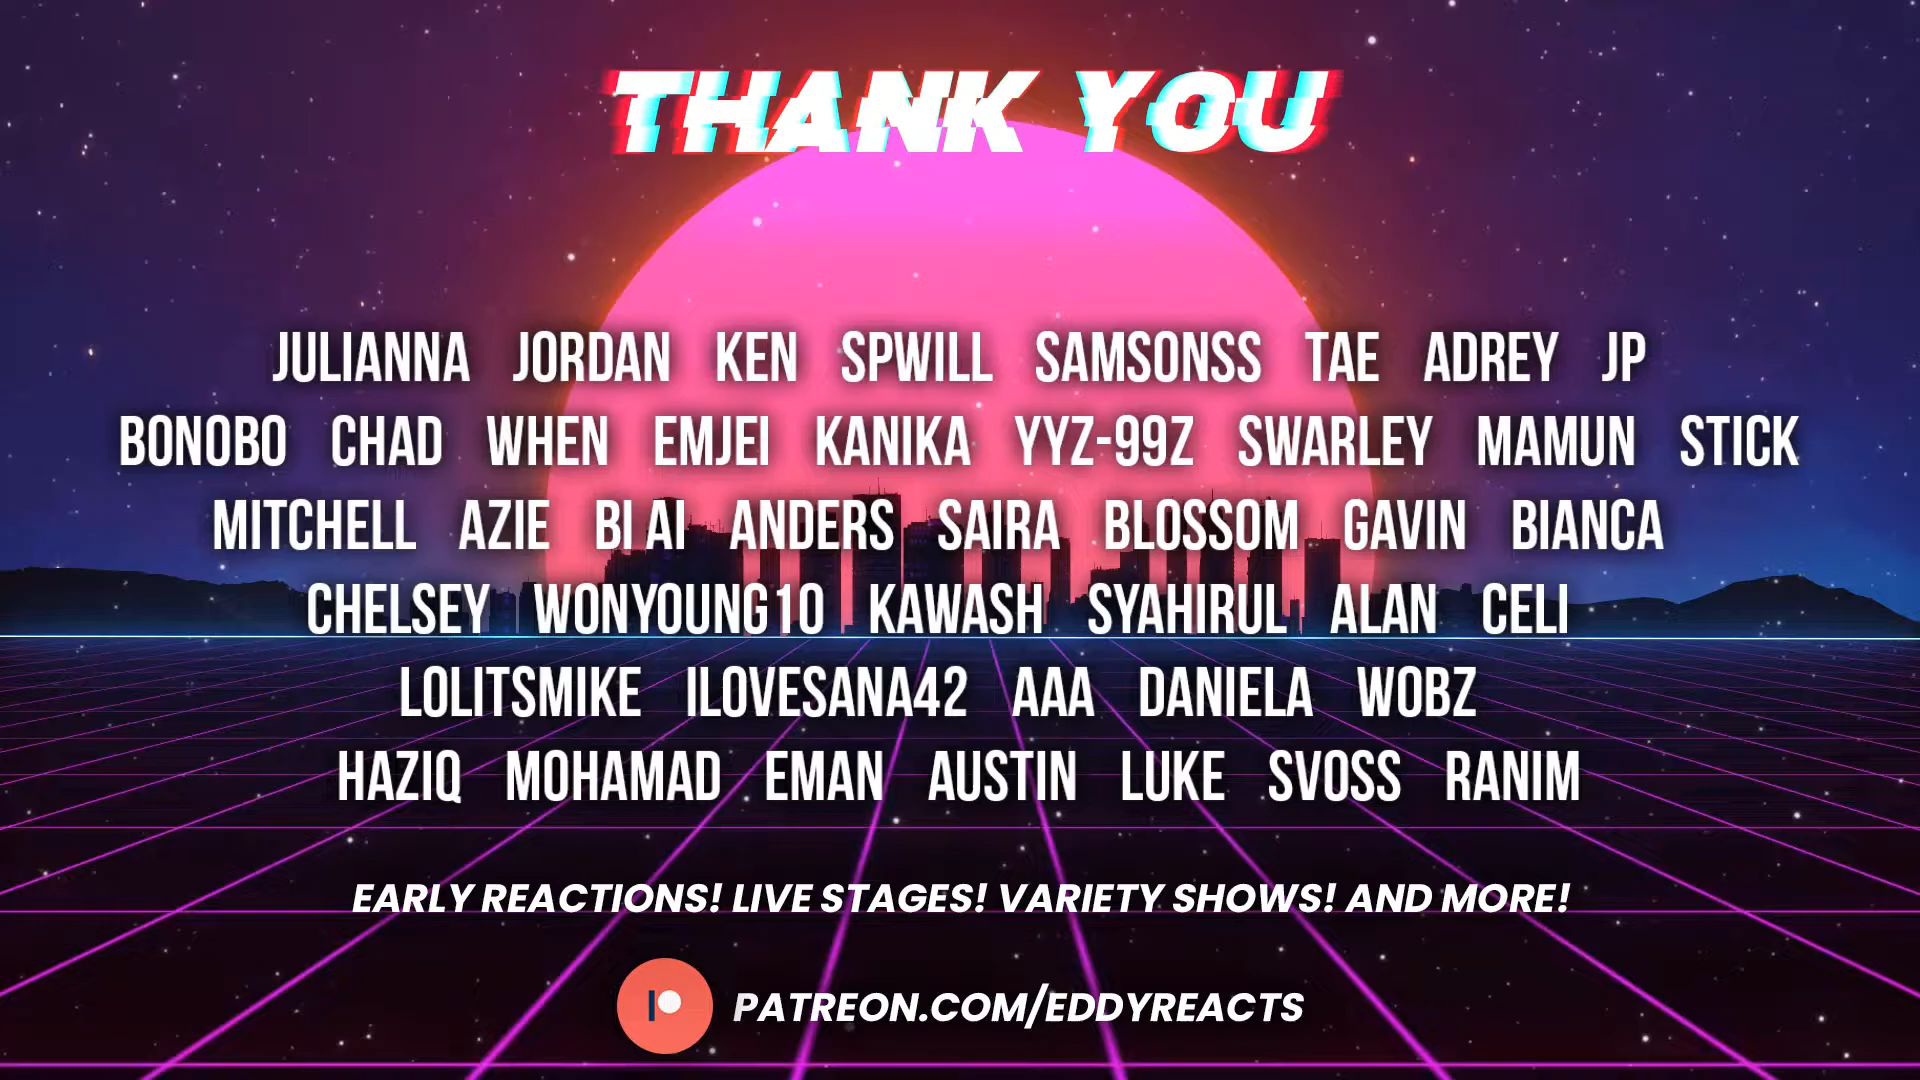 THANK YOU
JULIANNA JORDAN KEN SPWILL SAMSONSS TAE ADREY JP
BONOBO CHAD WHEN EMJEI KANIKA YYZ-99Z SWARLEY MAMUN STICK
MITCHELL AZIE BI AI ANDERS SAIRA BLOSSOM GAVIN BIANCA
CHELSEY WONYOUNG10 KAWASH SYAHIRUL ALAN CELI
LOLITSMIKE ILOVESANA42 AAA DANIELA WOBZ
HAZIQ MOHAMAD EMAN AUSTIN LUKE SVOSS RANIM
EARLY REACTIONS! LIVE STAGES! VARIETY SHOWS! AND MORE!
PATREON.COM/EDDYREACTS